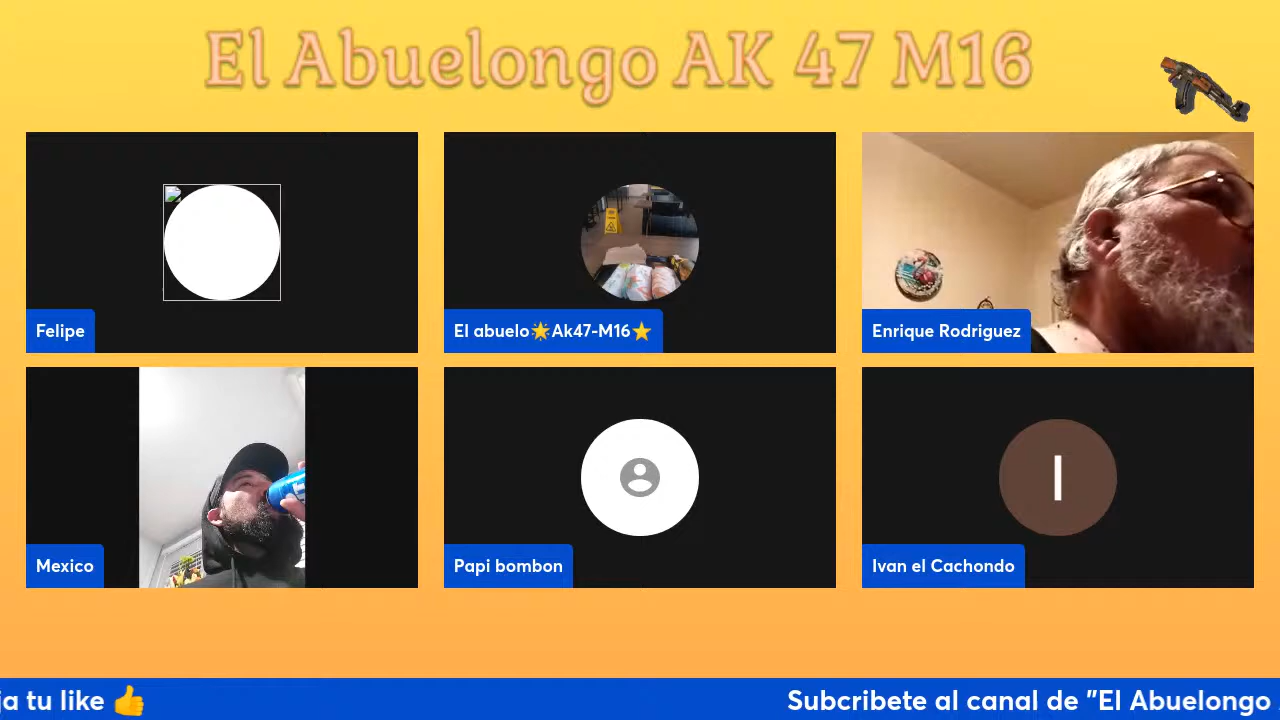 El Abuelongo AK 47 M16
Felipe
El abuelo🌟Ak47-M16⭐
Enrique Rodriguez
Mexico
Papi bombon
I
Ivan el Cachondo
ja tu like 👍
Subcribete al canal de "El Abuelongo